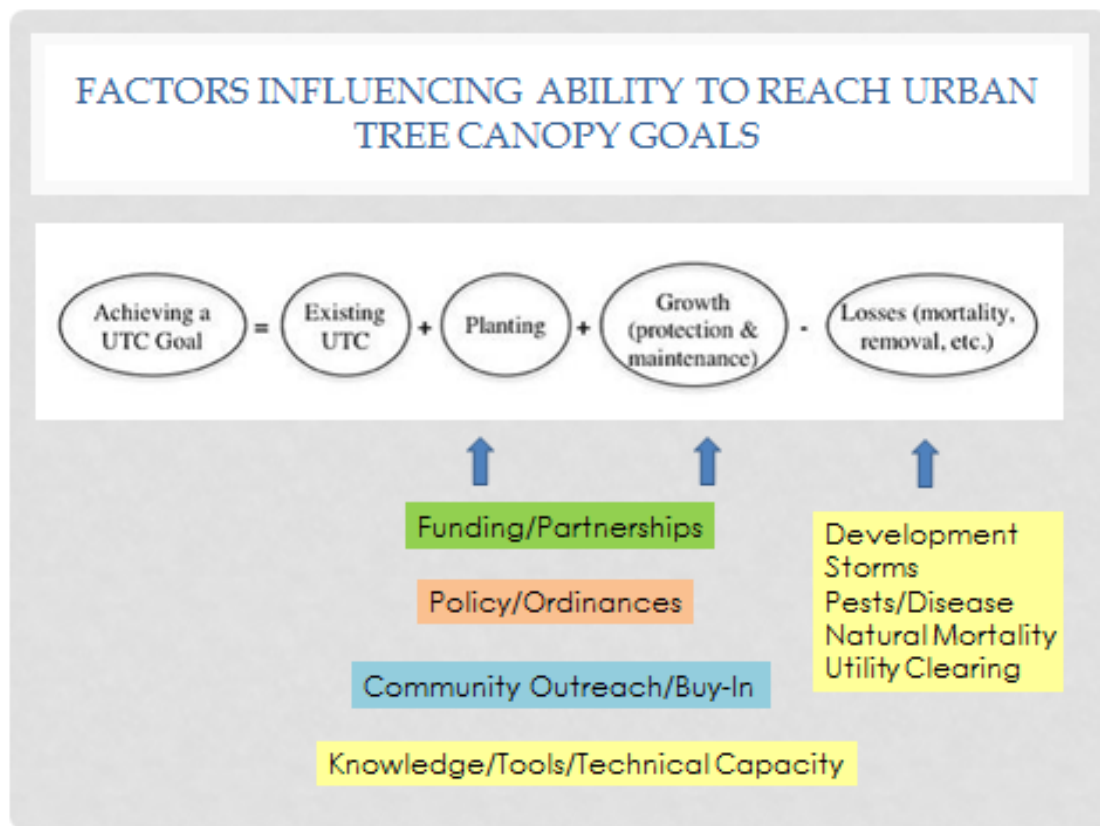 FACTORS INFLUENCING ABILITY TO REACH URBAN
TREE CANOPY GOALS
Achieving a
UTC Goal
=
Existing
UTC
+
Planting
+
Growth
(protection &
maintenance)
-
Losses (mortality,
removal, etc.)
Funding/Partnerships
Policy/Ordinances
Community Outreach/Buy-In
Knowledge/Tools/Technical Capacity
Development
Storms
Pests/Disease
Natural Mortality
Utility Clearing